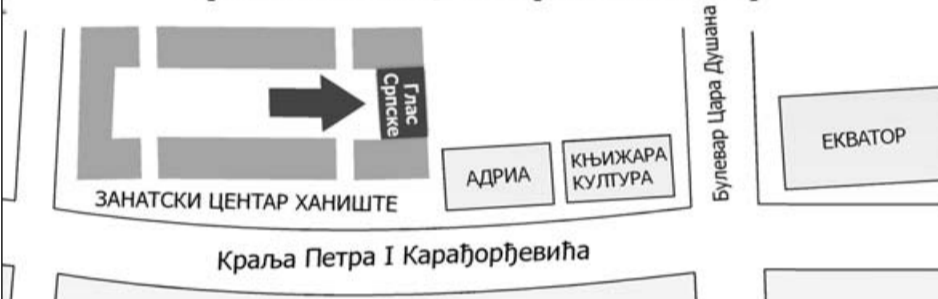 Глас
Српске
АДРИА
КЊИЖАРА
КУЛТУРА
Булевар Цара Душана
ЕКВАТОР
ЗАНАТСКИ ЦЕНТАР ХАНИШТЕ
Краља Петра I Карађорђевића